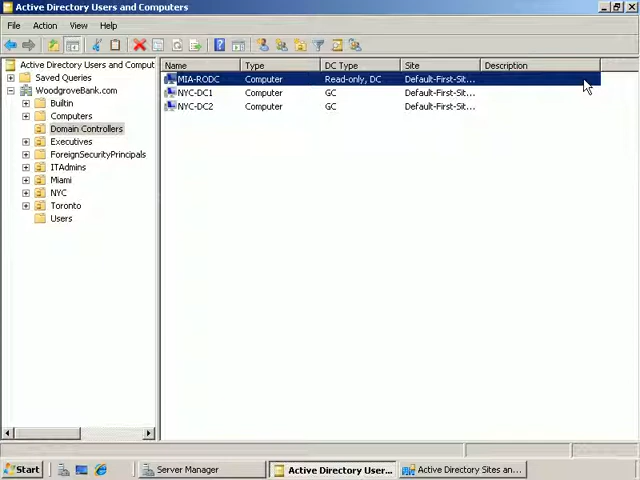 Active Directory Users and Computers
File Action View Help
Active Directory Users and Comput
Name Type DC Type Site Description
Saved Queries
MIA-RODC Computer Read-only, DC Default-First-Sit...
WoodgroveBank.com
NYC-DC1 Computer GC Default-First-Sit...
Builtin
NYC-DC2 Computer GC Default-First-Sit...
Computers
Domain Controllers
Executives
ForeignSecurityPrincipals
ITAdmins
Miami
NYC
Toronto
Users
Start Server Manager Active Directory User... Active Directory Sites an...